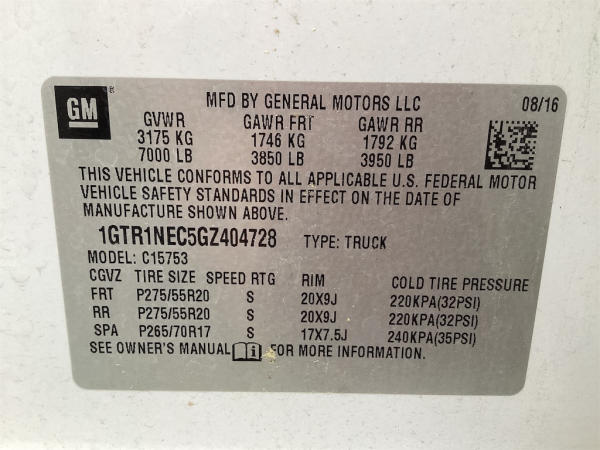 GM ®
MFD BY GENERAL MOTORS LLC 08/16
GVWR GAWR FRT GAWR RR
3175 KG 1746 KG 1792 KG
7000 LB 3850 LB 3950 LB
THIS VEHICLE CONFORMS TO ALL APPLICABLE U.S. FEDERAL MOTOR
VEHICLE SAFETY STANDARDS IN EFFECT ON THE DATE OF
MANUFACTURE SHOWN ABOVE.
1GTR1NEC5GZ404728 TYPE: TRUCK
MODEL: C15753
CGVZ TIRE SIZE SPEED RTG RIM COLD TIRE PRESSURE
FRT P275/55R20 S 20X9J 220KPA(32PSI)
RR P275/55R20 S 20X9J 220KPA(32PSI)
SPA P265/70R17 S 17X7.5J 240KPA(35PSI)
SEE OWNER'S MANUAL FOR MORE INFORMATION.